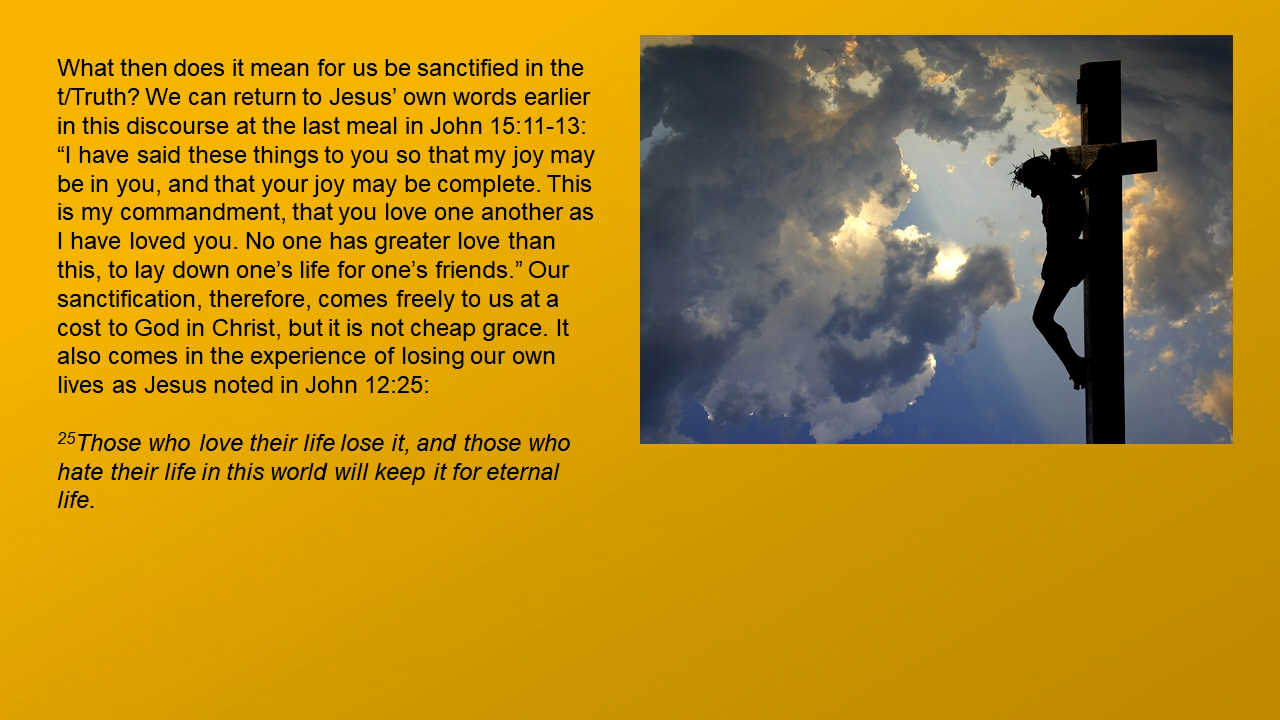 What then does it mean for us be sanctified in the
t/Truth? We can return to Jesus’ own words earlier
in this discourse at the last meal in John 15:11-13:
“I have said these things to you so that my joy may
be in you, and that your joy may be complete. This
is my commandment, that you love one another as
I have loved you. No one has greater love than
this, to lay down one’s life for one’s friends.” Our
sanctification, therefore, comes freely to us at a
cost to God in Christ, but it is not cheap grace. It
also comes in the experience of losing our own
lives as Jesus noted in John 12:25:
25Those who love their life lose it, and those who
hate their life in this world will keep it for eternal
life.